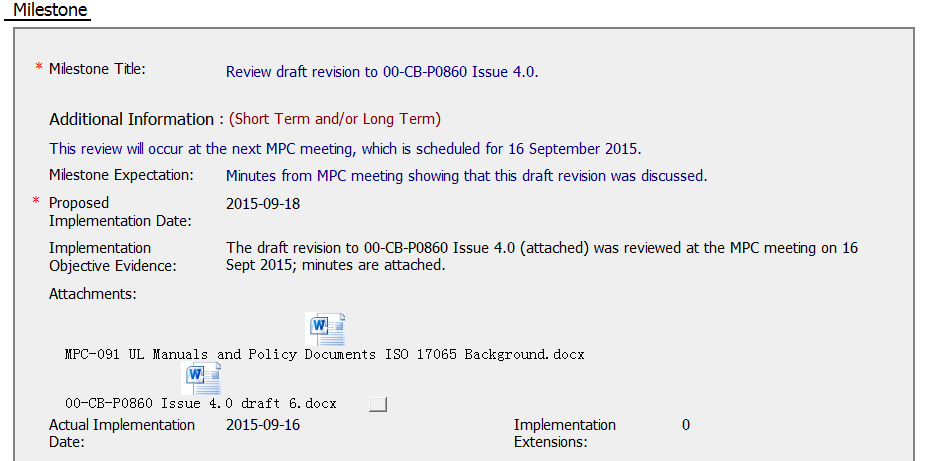 Milestone
* Milestone Title: Review draft revision to 00-CB-P0860 Issue 4.0.
Additional Information : (Short Term and/or Long Term)
This review will occur at the next MPC meeting, which is scheduled for 16 September 2015.
Milestone Expectation: Minutes from MPC meeting showing that this draft revision was discussed.
* Proposed 2015-09-18
Implementation Date:
Implementation The draft revision to 00-CB-P0860 Issue 4.0 (attached) was reviewed at the MPC meeting on 16
Objective Evidence: Sept 2015; minutes are attached.
Attachments:
MPC-091 UL Manuals and Policy Documents ISO 17065 Background.docx
00-CB-P0860 Issue 4.0 draft 6.docx
Actual Implementation 2015-09-16 Implementation 0
Date: Extensions: